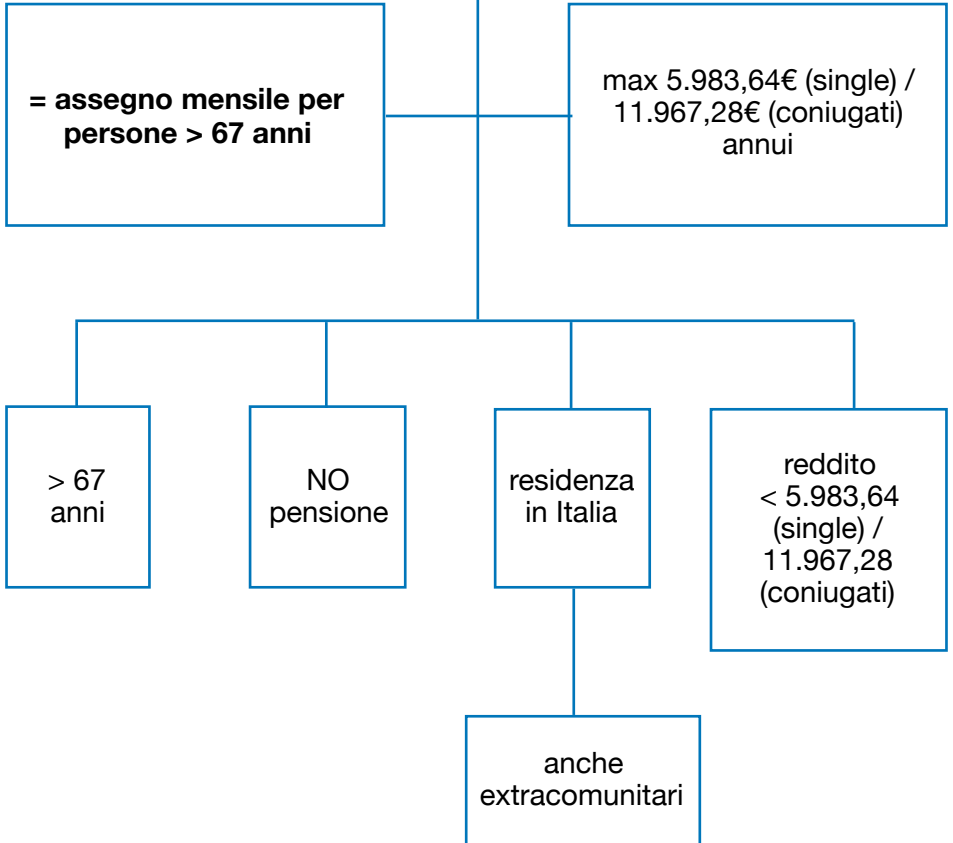 = assegno mensile per
persone > 67 anni
max 5.983,64€ (single) /
11.967,28€ (coniugati)
annui
> 67
anni
NO
pensione
residenza
in Italia
reddito
< 5.983,64
(single) /
11.967,28
(coniugati)
anche
extracomunitari